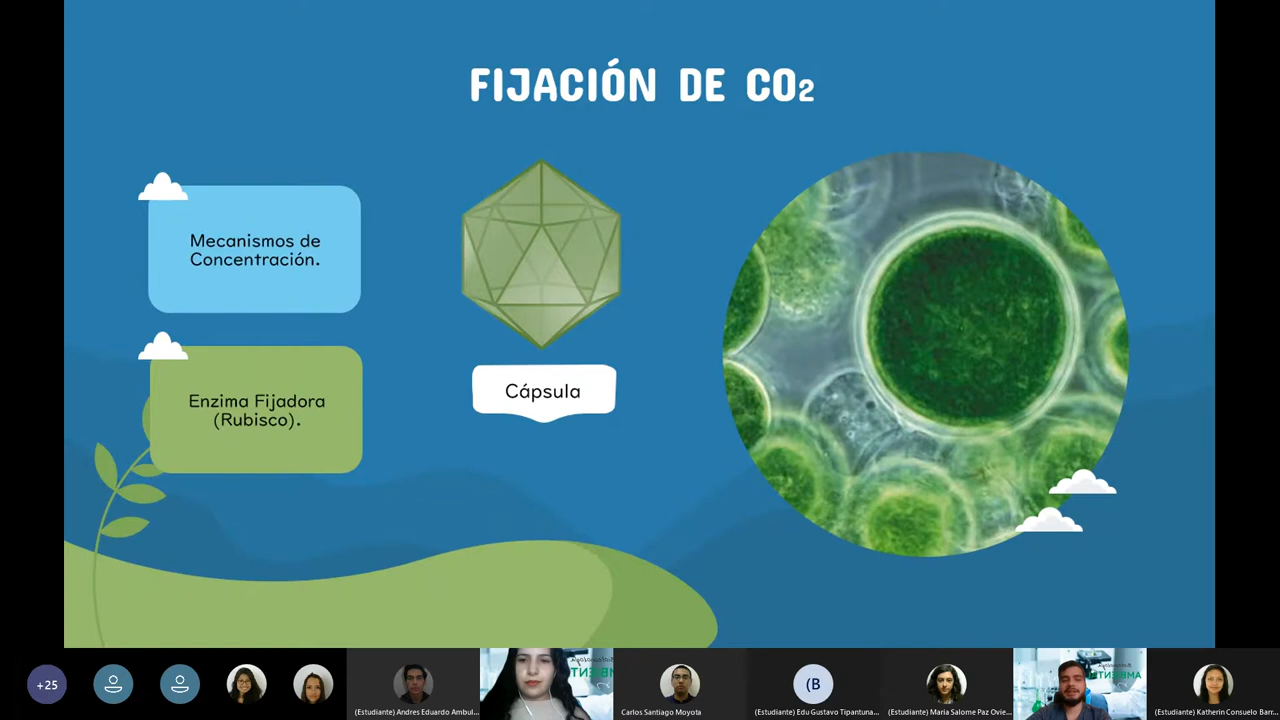 FIJACIÓN DE CO₂
Mecanismos de
Concentración.
Enzima Fijadora
(Rubisco).
Cápsula
+25
(Estudiante) Andres Eduardo Ambul...
Carlos Santiago Moyota
(B
(Estudiante) Edu Gustavo Tipantuna...
(Estudiante) Maria Salome Paz Ovie...
(Estudiante) Katherin Consuelo Barr...